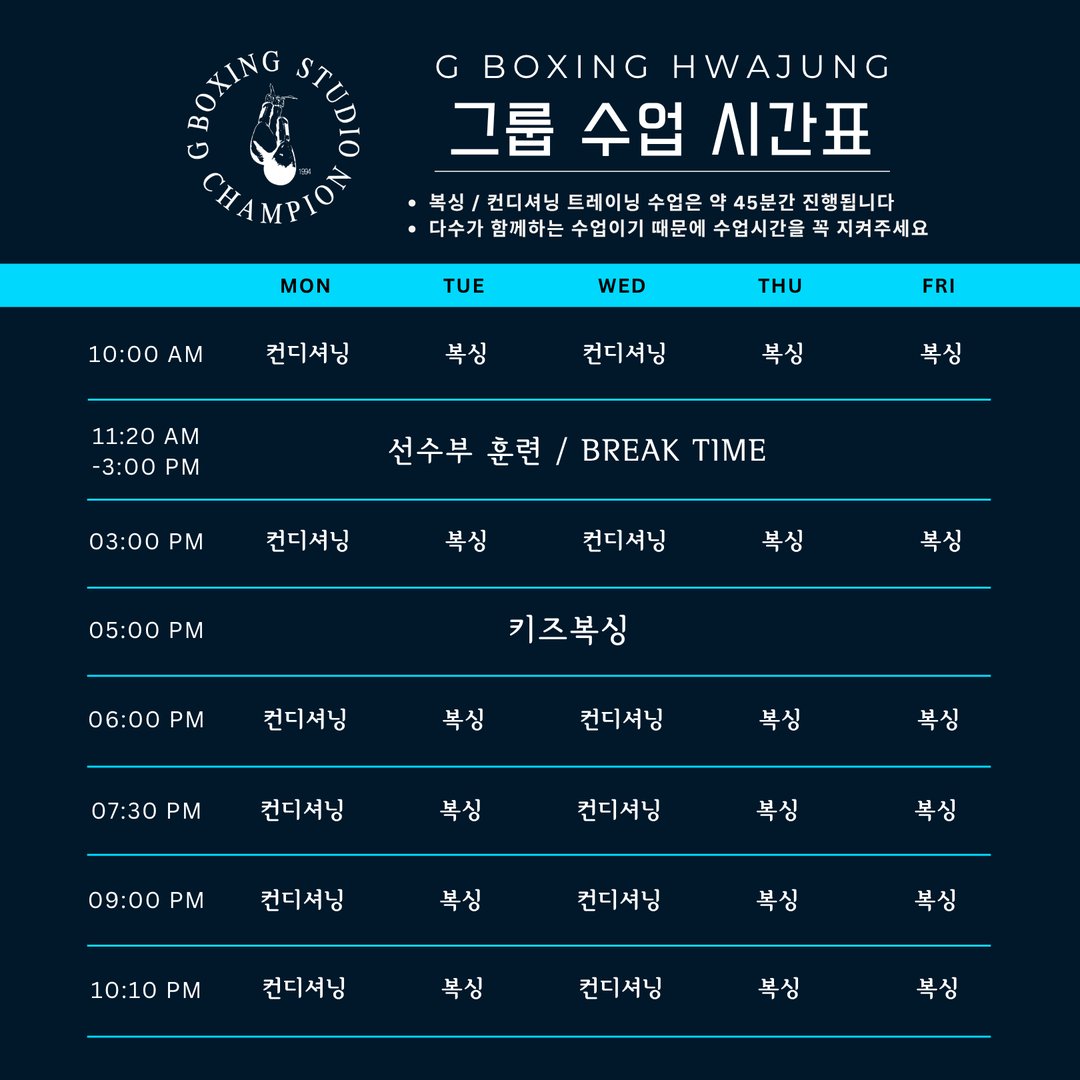 G BOXING STUDIO
CHAMPION
1994
G BOXING HWAJUNG
그룹 수업 시간표
• 복싱 / 컨디셔닝 트레이닝 수업은 약 45분간 진행됩니다
• 다수가 함께하는 수업이기 때문에 수업시간을 꼭 지켜주세요
MON TUE WED THU FRI
10:00 AM 컨디셔닝 복싱 컨디셔닝 복싱 복싱
11:20 AM
-3:00 PM
선수부 훈련 / BREAK TIME
03:00 PM 컨디셔닝 복싱 컨디셔닝 복싱 복싱
05:00 PM 키즈복싱
06:00 PM 컨디셔닝 복싱 컨디셔닝 복싱 복싱
07:30 PM 컨디셔닝 복싱 컨디셔닝 복싱 복싱
09:00 PM 컨디셔닝 복싱 컨디셔닝 복싱 복싱
10:10 PM 컨디셔닝 복싱 컨디셔닝 복싱 복싱